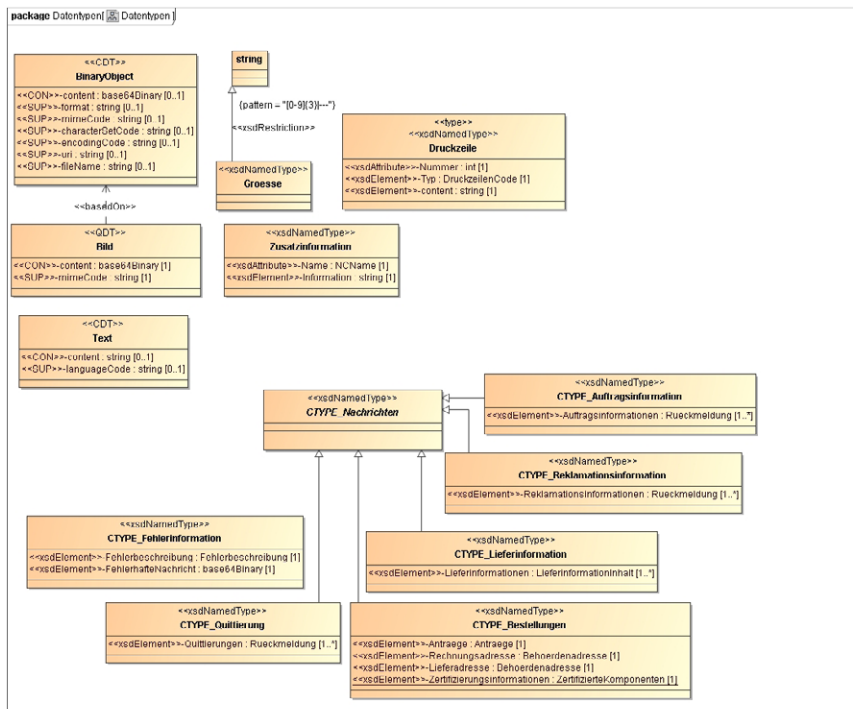 package Datentypen[ Datentypen ]
<<CDT>>
BinaryObject
<<CON>>-content : base64Binary [0..1]
<<SUP>>-format : string [0..1]
<<SUP>>-mimeCode : string [0..1]
<<SUP>>-characterSetCode : string [0..1]
<<SUP>>-encodingCode : string [0..1]
<<SUP>>-uri : string [0..1]
<<SUP>>-fileName : string [0..1]
string
{pattern = "[0-9]{3}|---"}
<<xsdRestriction>>
<<xsdNamedType>>
Groesse
<<type>>
<<xsdNamedType>>
Druckzeile
<<xsdAttribute>>-Nummer : int [1]
<<xsdElement>>-Typ : DruckzeilenCode [1]
<<xsdElement>>-content : string [1]
<<basedOn>>
<<QDT>>
Bild
<<CON>>-content : base64Binary [1]
<<SUP>>-mimeCode : string [1]
<<xsdNamedType>>
Zusatzinformation
<<xsdAttribute>>-Name : NCName [1]
<<xsdElement>>-Information : string [1]
<<CDT>>
Text
<<CON>>-content : string [0..1]
<<SUP>>-languageCode : string [0..1]
<<xsdNamedType>>
CTYPE_Nachrichten
<<xsdNamedType>>
CTYPE_Auftragsinformation
<<xsdElement>>-Auftragsinformationen : Rueckmeldung [1..*]
<<xsdNamedType>>
CTYPE_Reklamationsinformation
<<xsdElement>>-Reklamationsinformationen : Rueckmeldung [1..*]
<<xsdNamedType>>
CTYPE_Fehlerinformation
<<xsdElement>>-Fehlerbeschreibung : Fehlerbeschreibung [1]
<<xsdElement>>-FehlerhafteNachricht : base64Binary [1]
<<xsdNamedType>>
CTYPE_Lieferinformation
<<xsdElement>>-Lieferinformationen : LieferinformationInhalt [1..*]
<<xsdNamedType>>
CTYPE_Quittierung
<<xsdElement>>-Quittierungen : Rueckmeldung [1..*]
<<xsdNamedType>>
CTYPE_Bestellungen
<<xsdElement>>-Antraege : Antraege [1]
<<xsdElement>>-Rechnungsadresse : Behoerdenadresse [1]
<<xsdElement>>-Lieferadresse : Behoerdenadresse [1]
<<xsdElement>>-Zertifizierungsinformationen : ZertifizierteKomponenten [1]